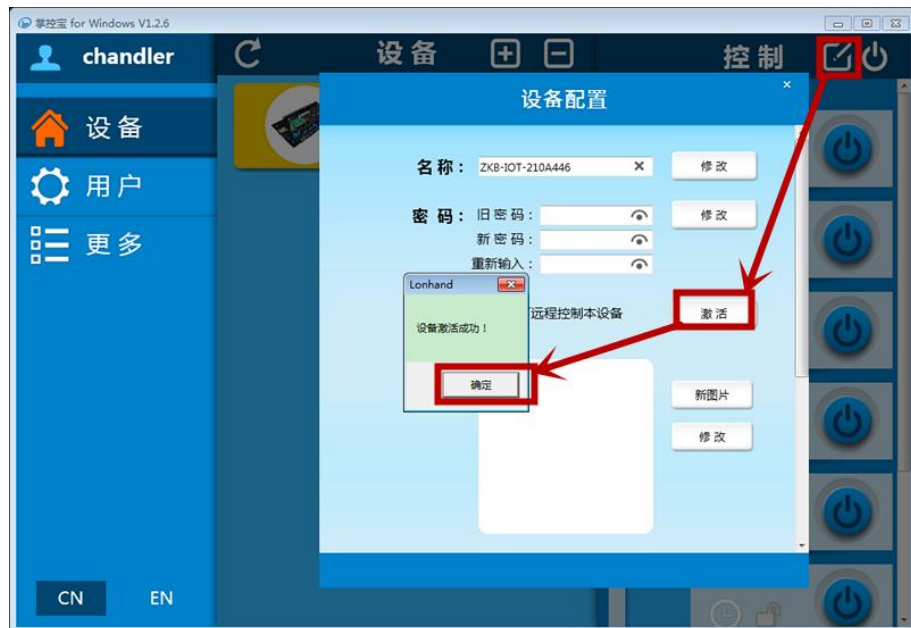 掌控宝 for Windows V1.2.6
chandler
设备
控制
设备
用户
更多
CN
EN
设备配置
名称：
ZKB-IOT-210A446
修改
密码：
旧密码：
修改
新密码：
重新输入：
远程控制本设备
激活
Lonhand
设备激活成功！
确定
新图片
修改